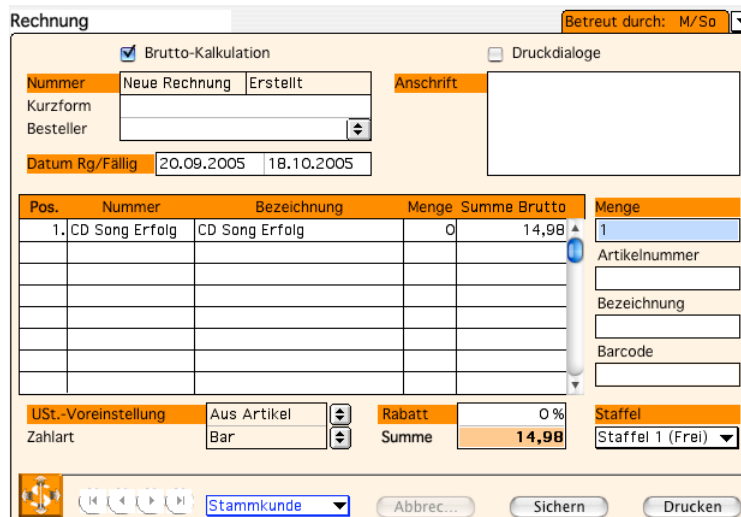 Rechnung Betreut durch: M/So
Brutto-Kalkulation Druckdialoge
Nummer Neue Rechnung Erstellt Anschrift
Kurzform
Besteller
Datum Rg/Fällig 20.09.2005 18.10.2005
Pos. Nummer Bezeichnung Menge Summe Brutto Menge
1. CD Song Erfolg CD Song Erfolg 0 14,98 1
Artikelnummer
Bezeichnung
Barcode
USt.-Voreinstellung Aus Artikel Rabatt 0 % Staffel
Zahlart Bar Summe 14,98 Staffel 1 (Frei)
Stammkunde Abbrec... Sichern Drucken